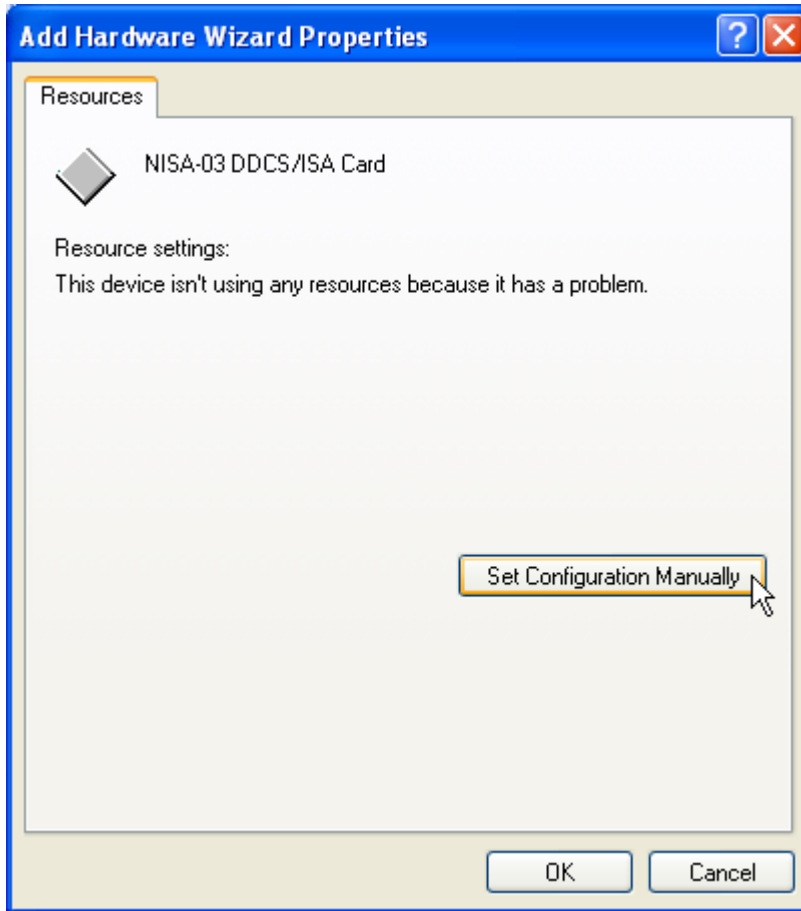 Add Hardware Wizard Properties
Resources
NISA-03 DDCS/ISA Card
Resource settings:
This device isn't using any resources because it has a problem.
Set Configuration Manually
OK Cancel